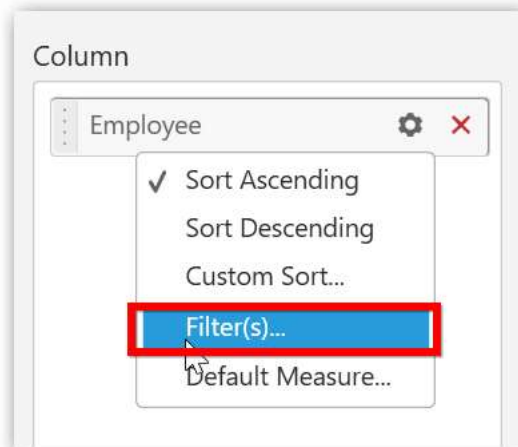 Column
Employee
Sort Ascending
Sort Descending
Custom Sort...
Filter(s)...
Default Measure...